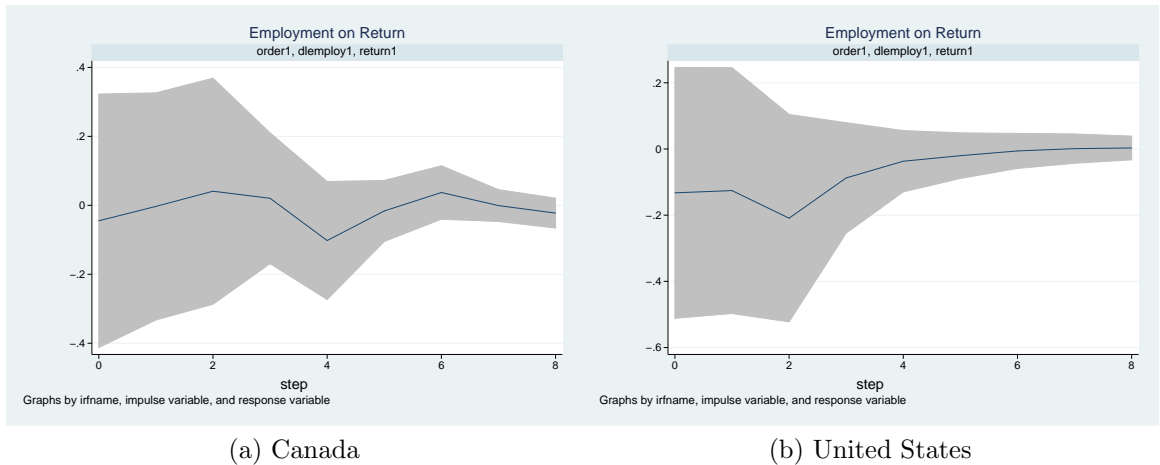 Employment on Return
order1, dlemploy1, return1
.4
.2
0
−.2
−.4
0 2 4 6 8
step
Graphs by irfname, impulse variable, and response variable
(a) Canada
Employment on Return
order1, dlemploy1, return1
.2
0
−.2
−.4
−.6
0 2 4 6 8
step
Graphs by irfname, impulse variable, and response variable
(b) United States